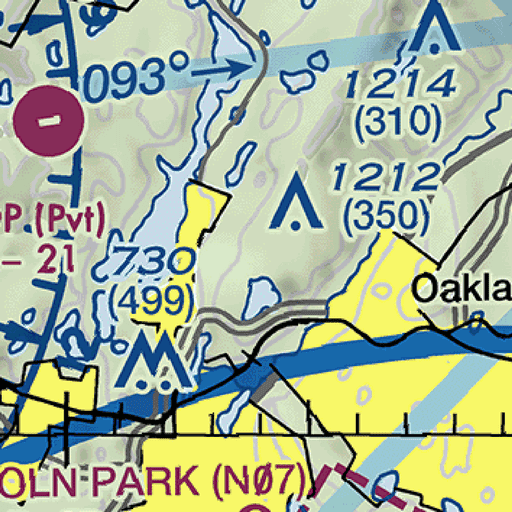 093°
1214
(310)
1212
(350)
P (Pvt)
– 21
730
(499)
Oakla
OLN PARK (NØ7)